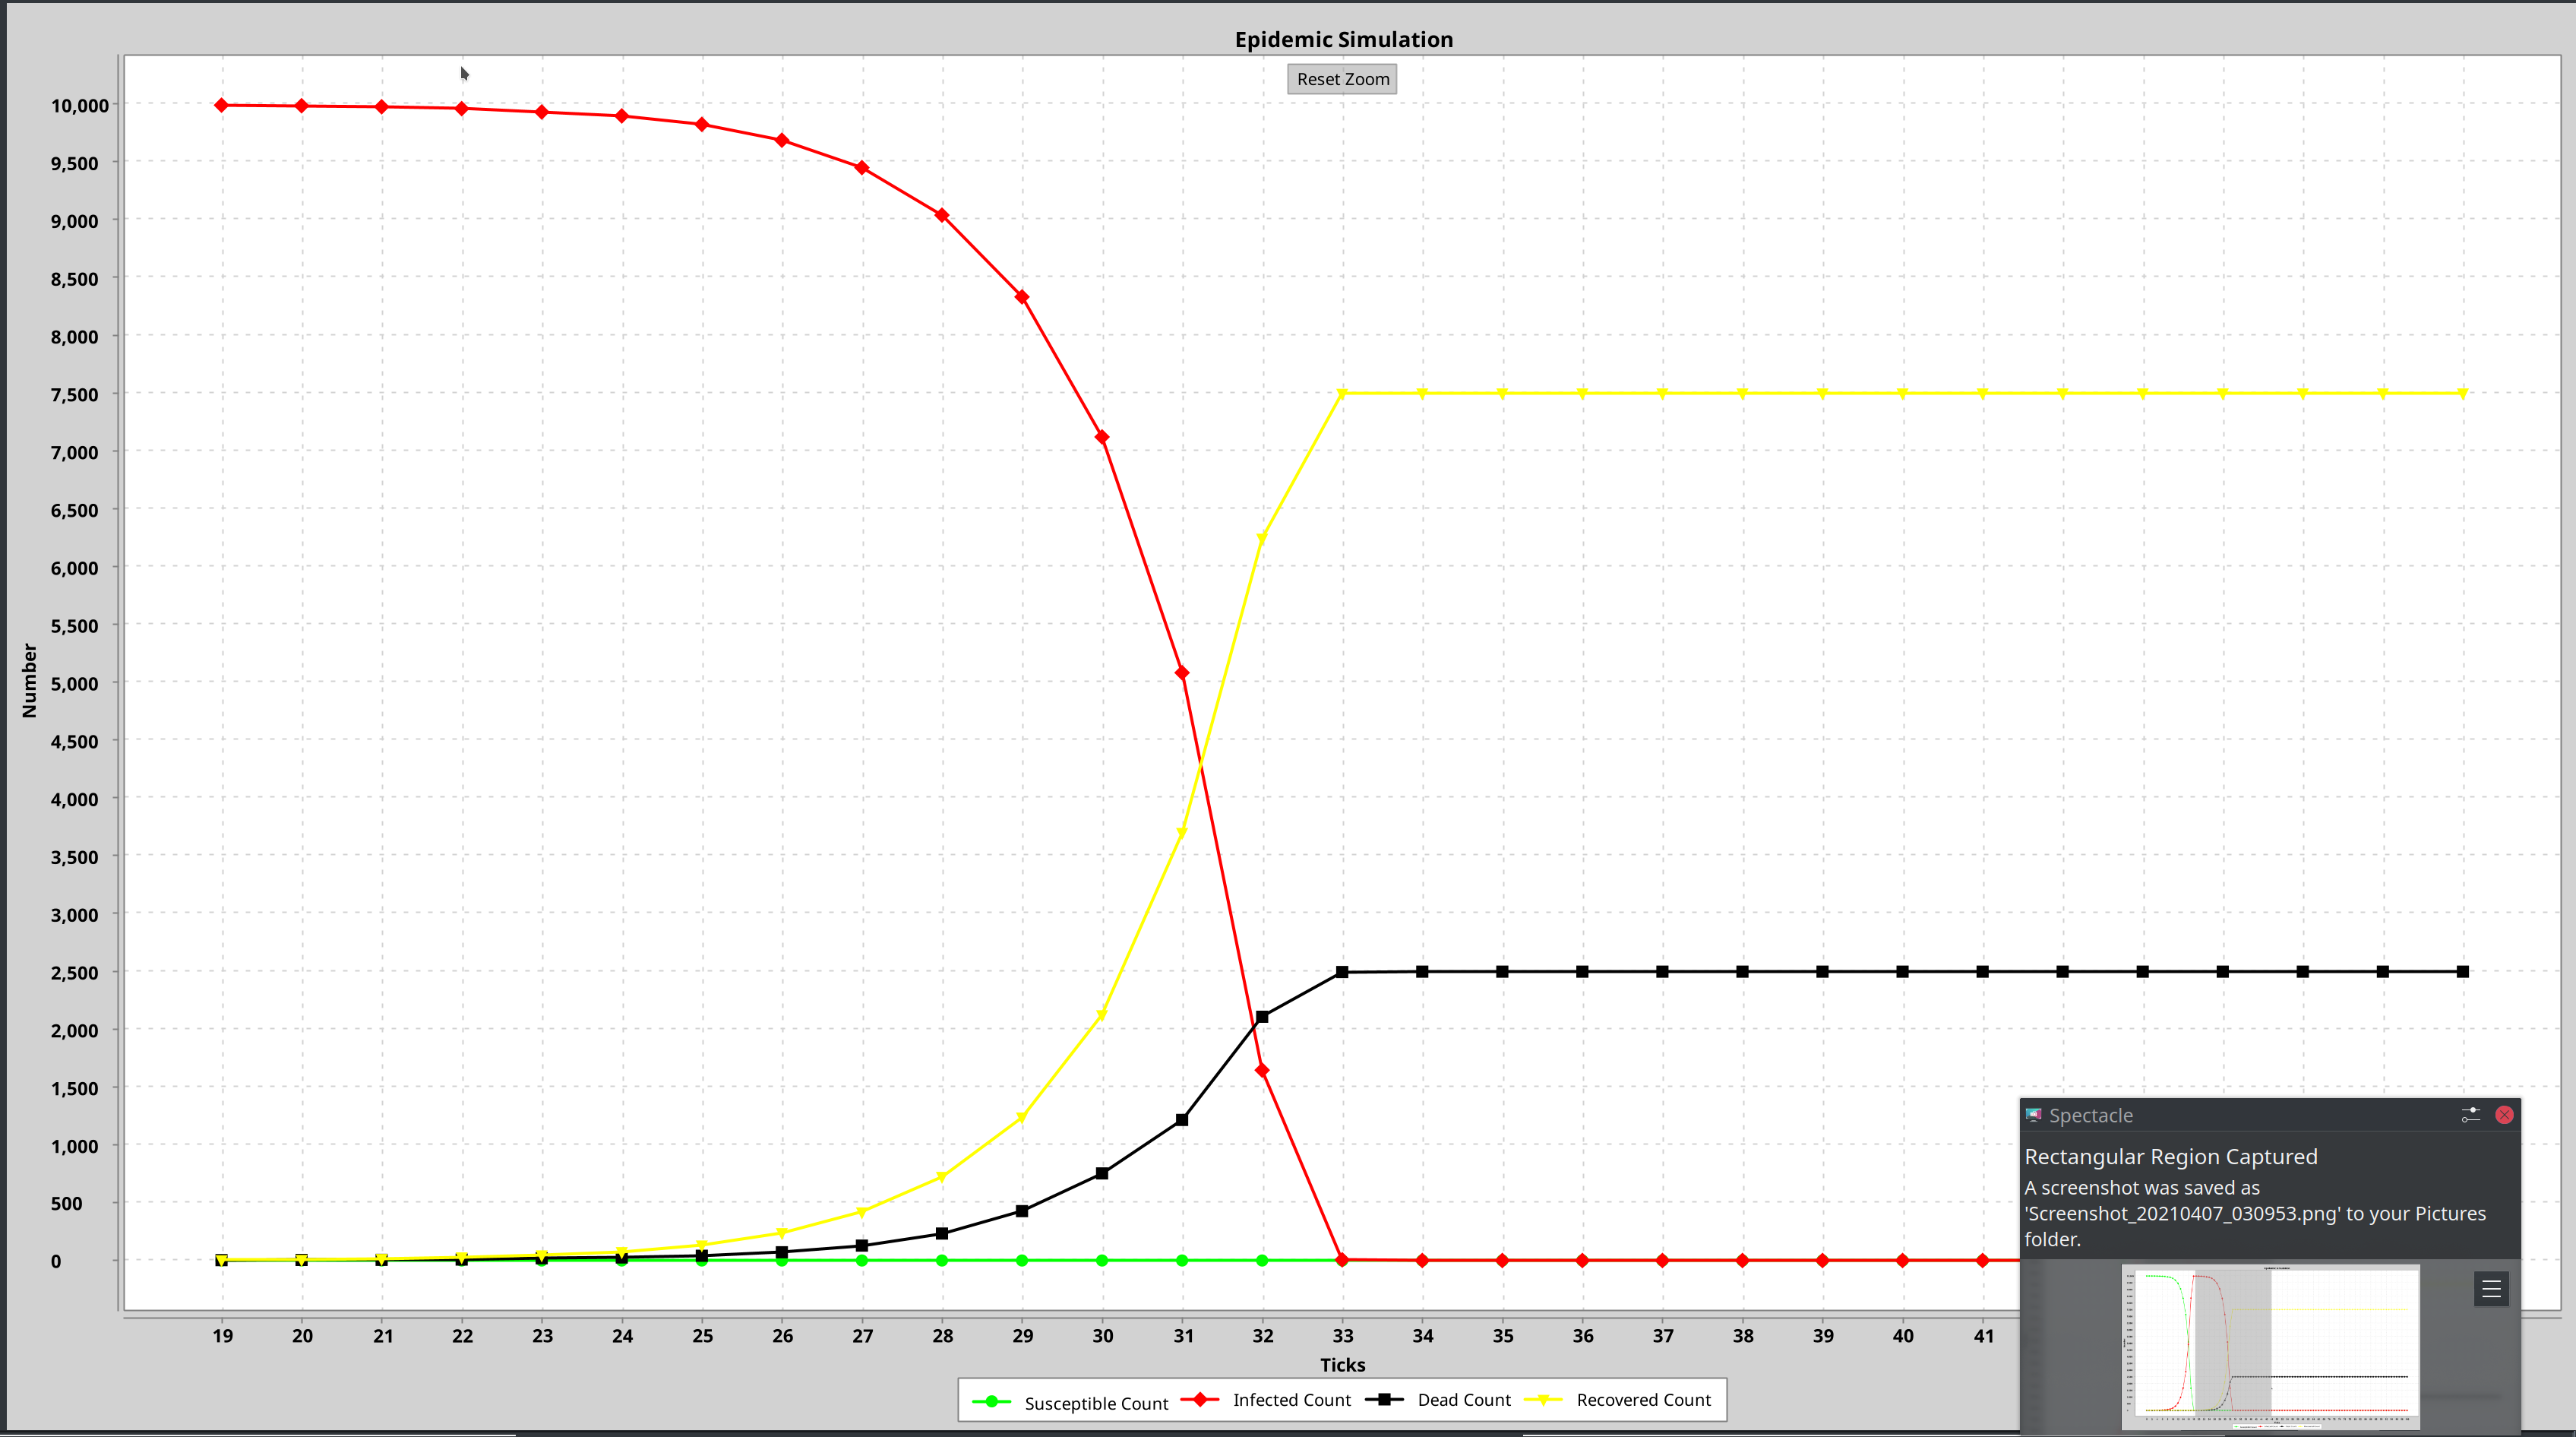 Epidemic Simulation
Reset Zoom
10,000
9,500
9,000
8,500
8,000
7,500
7,000
6,500
6,000
5,500
5,000
4,500
4,000
3,500
3,000
2,500
2,000
1,500
1,000
500
0
Number
19 20 21 22 23 24 25 26 27 28 29 30 31 32 33 34 35 36 37 38 39 40 41
Ticks
Susceptible Count Infected Count Dead Count Recovered Count
Spectacle
Rectangular Region Captured
A screenshot was saved as
'Screenshot_20210407_030953.png' to your Pictures
folder.